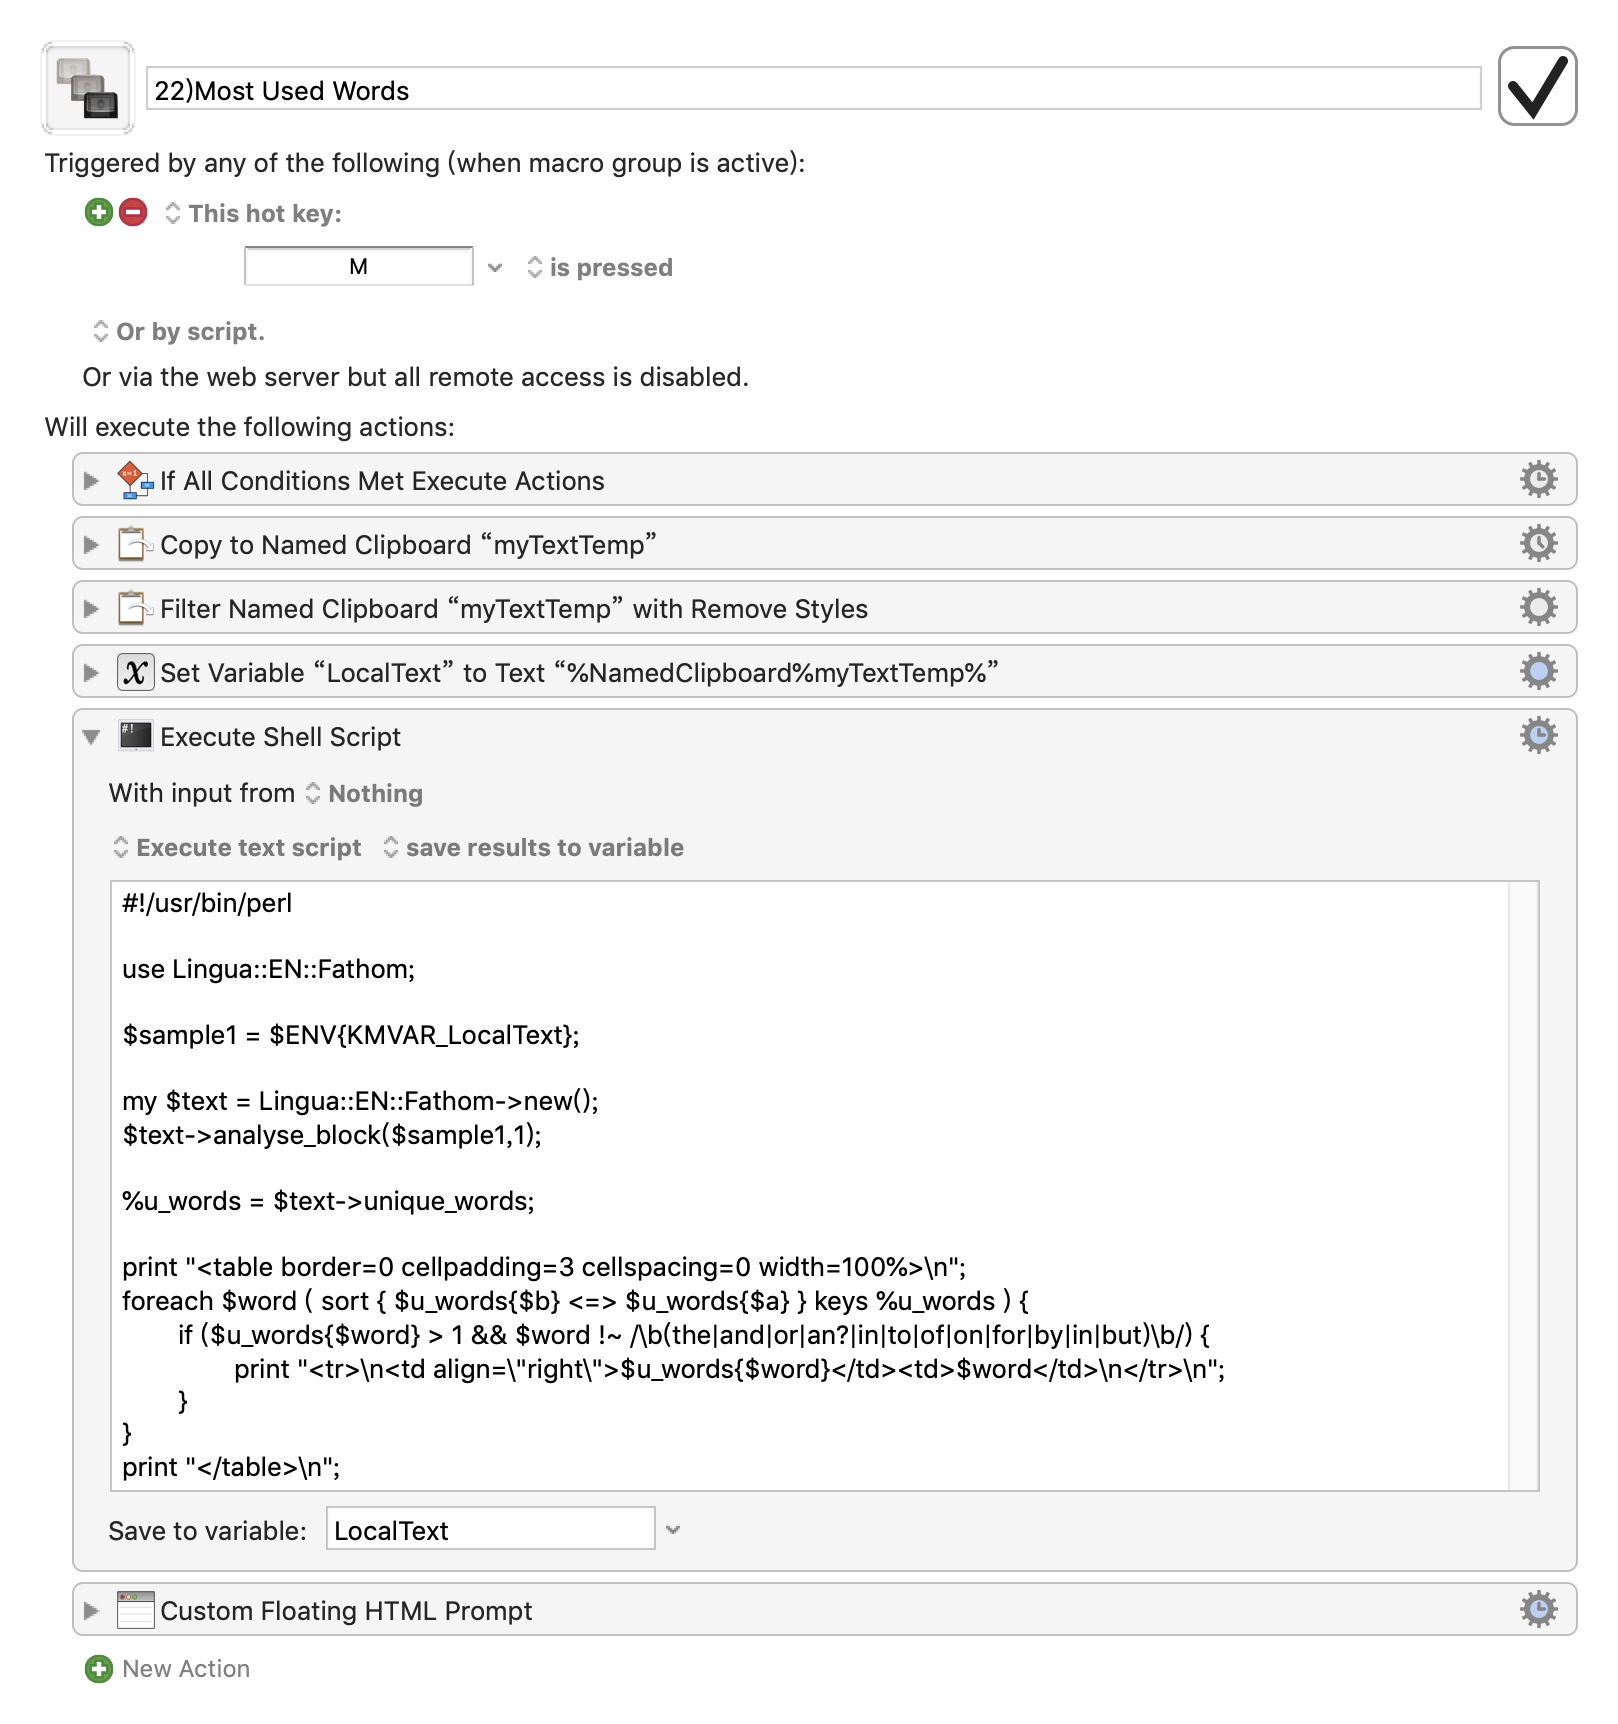 22)Most Used Words
Triggered by any of the following (when macro group is active):
This hot key:
M
is pressed
Or by script.
Or via the web server but all remote access is disabled.
Will execute the following actions:
x=1
If All Conditions Met Execute Actions
Copy to Named Clipboard “myTextTemp”
Filter Named Clipboard “myTextTemp” with Remove Styles
x Set Variable “LocalText” to Text “%NamedClipboard%myTextTemp%”
#! Execute Shell Script
With input from Nothing
Execute text script save results to variable
#!/usr/bin/perl
use Lingua::EN::Fathom;
$sample1 = $ENV{KMVAR_LocalText};
my $text = Lingua::EN::Fathom->new();
$text->analyse_block($sample1,1);
%u_words = $text->unique_words;
print "<table border=0 cellpadding=3 cellspacing=0 width=100%>\n";
foreach $word ( sort { $u_words{$b} <=> $u_words{$a} } keys %u_words ) {
if ($u_words{$word} > 1 && $word !~ /\b(the|and|or|an?|in|to|of|on|for|by|in|but)\b/) {
print "<tr>\n<td align=\"right\">$u_words{$word}</td><td>$word</td>\n</tr>\n";
}
}
print "</table>\n";
Save to variable: LocalText
Custom Floating HTML Prompt
New Action